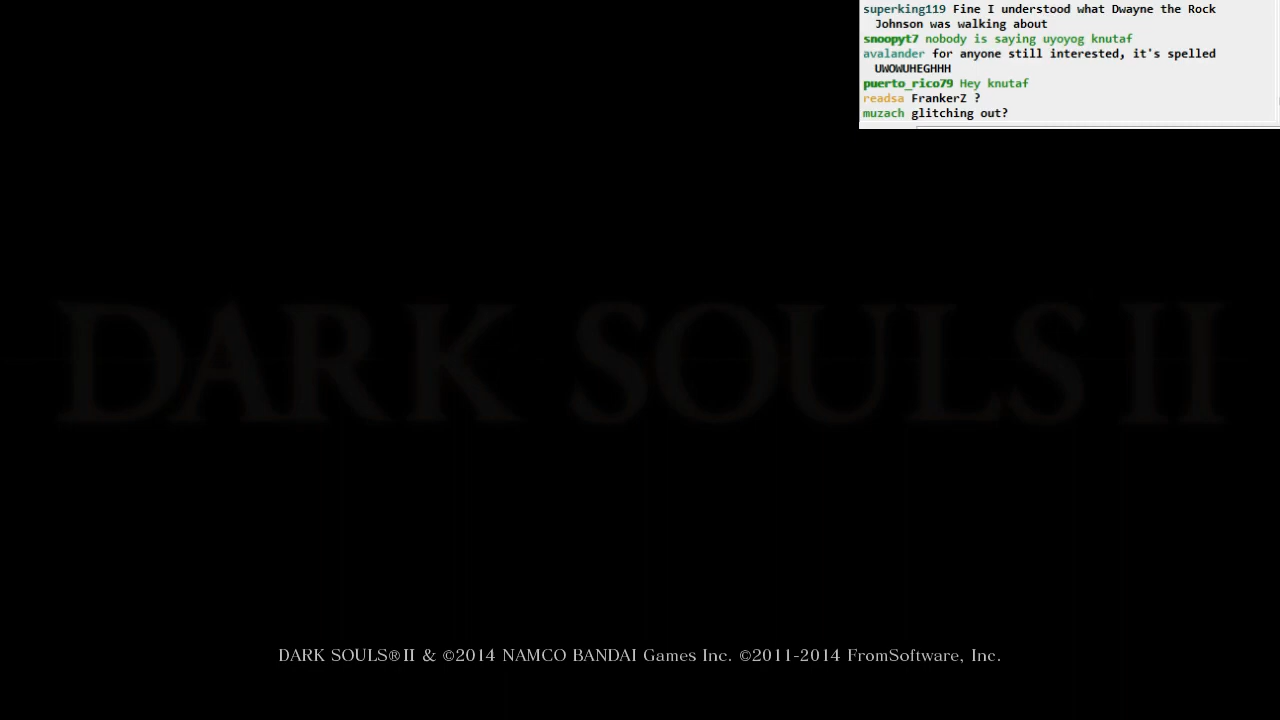 superking119 Fine I understood what Dwayne the Rock
Johnson was walking about
snoopyt7 nobody is saying uyoyog knutaf
avalander for anyone still interested, it's spelled
UWOWUHEGHHH
puerto_rico79 Hey knutaf
readsa FrankerZ ?
muzach glitching out?
DARK SOULS II
DARK SOULS®II & ©2014 NAMCO BANDAI Games Inc. ©2011-2014 FromSoftware, Inc.